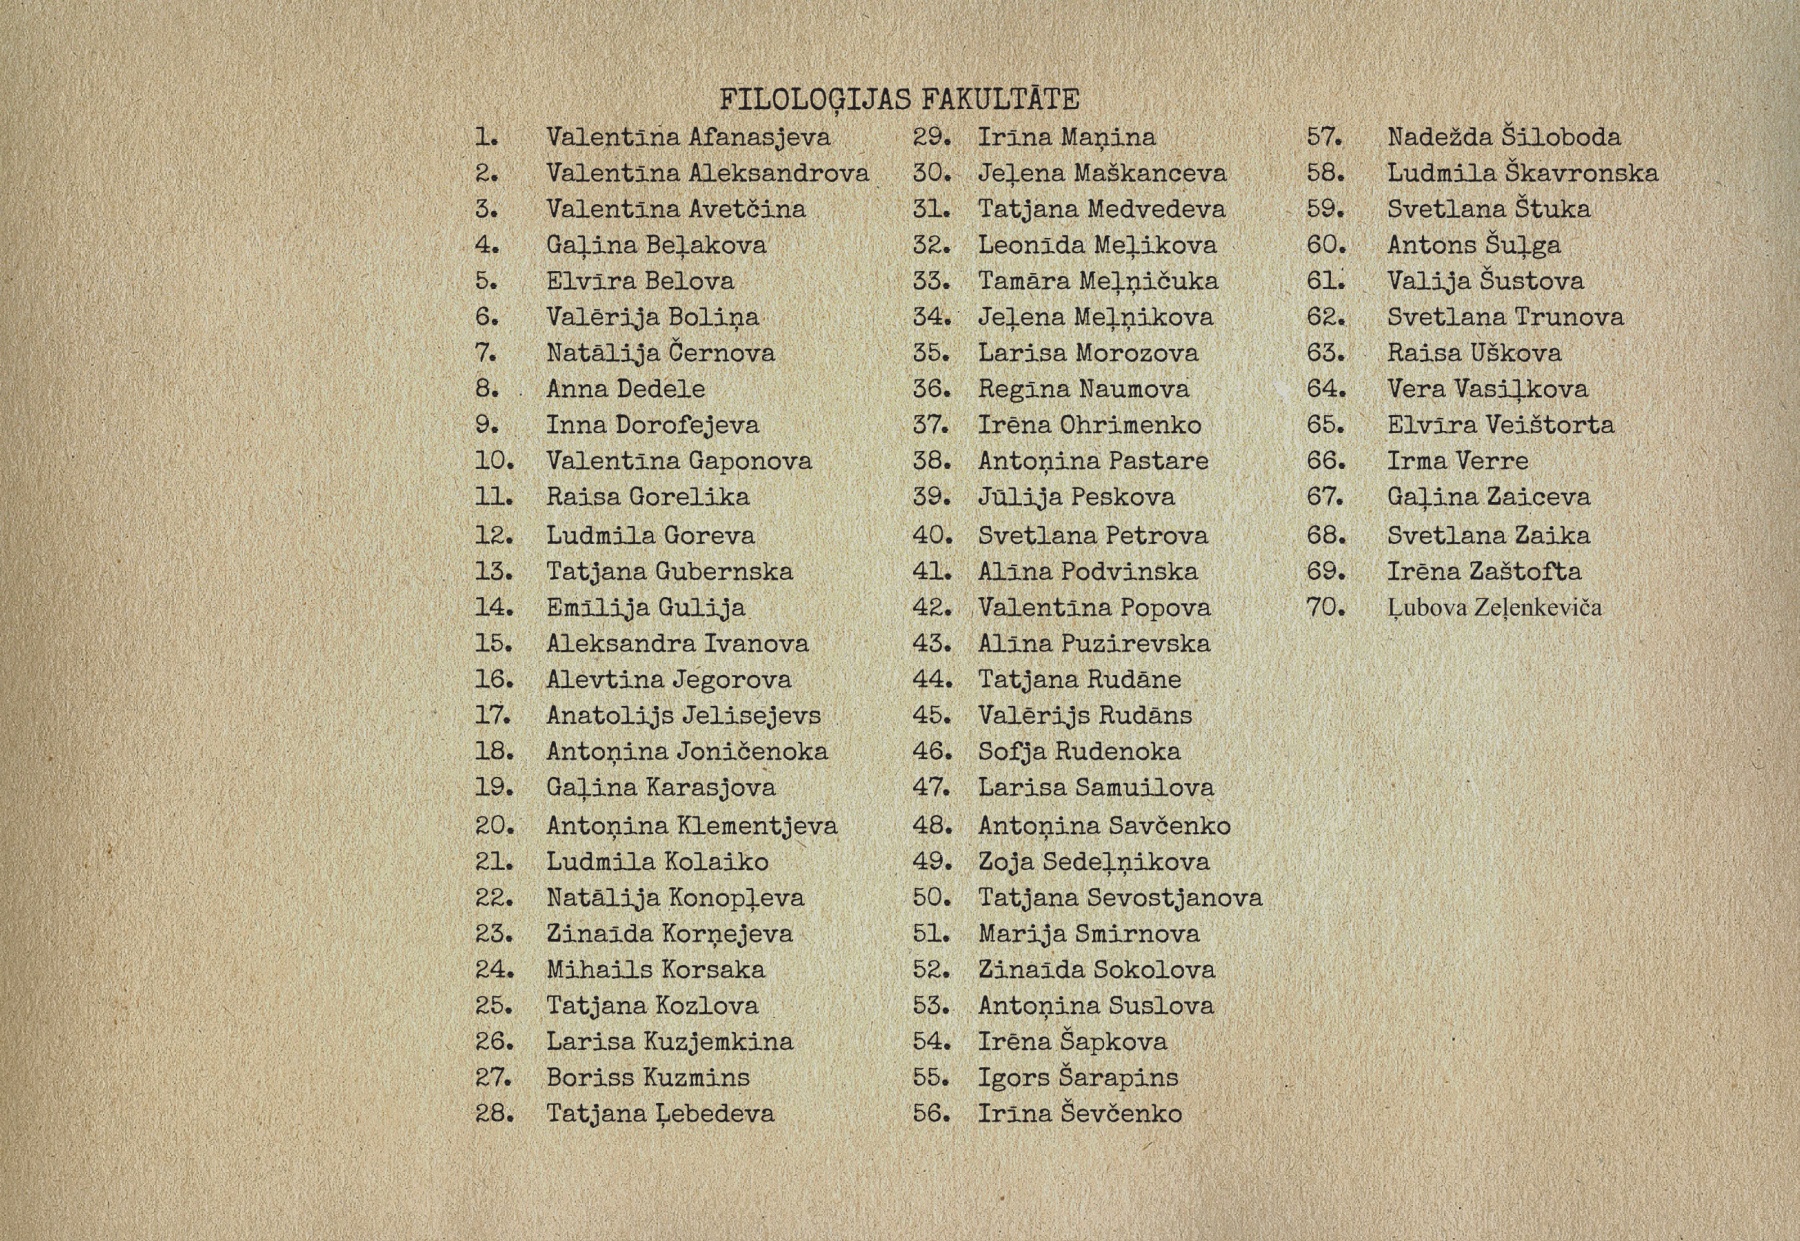 FILOLOĢIJAS FAKULTĀTE
1. Valentīna Afanasjeva
2. Valentīna Aleksandrova
3. Valentīna Avetčina
4. Gaļina Beļakova
5. Elvīra Belova
6. Valērija Boliņa
7. Natālija Černova
8. Anna Dedele
9. Inna Dorofejeva
10. Valentīna Gaponova
11. Raisa Gorelika
12. Ludmila Goreva
13. Tatjana Gubernska
14. Emīlija Gulija
15. Aleksandra Ivanova
16. Alevtina Jegorova
17. Anatolijs Jelisejevs
18. Antoņina Joničenoka
19. Gaļina Karasjova
20. Antoņina Klementjeva
21. Ludmila Kolaiko
22. Natālija Konopļeva
23. Zinaīda Korņejeva
24. Mihails Korsaka
25. Tatjana Kozlova
26. Larisa Kuzjemkina
27. Boriss Kuzmins
28. Tatjana Ļebedeva
29. Irīna Maņina
30. Jeļena Maškanceva
31. Tatjana Medvedeva
32. Leonīda Meļikova
33. Tamāra Meļņičuka
34. Jeļena Meļņikova
35. Larisa Morozova
36. Regīna Naumova
37. Irēna Ohrimenko
38. Antoņina Pastare
39. Jūlija Peskova
40. Svetlana Petrova
41. Alīna Podvinska
42. Valentīna Popova
43. Alīna Puzirevska
44. Tatjana Rudāne
45. Valērijs Rudāns
46. Sofja Rudenoka
47. Larisa Samuilova
48. Antoņina Savčenko
49. Zoja Sedeļņikova
50. Tatjana Sevostjanova
51. Marija Smirnova
52. Zinaīda Sokolova
53. Antoņina Suslova
54. Irēna Šapkova
55. Igors Šarapins
56. Irīna Ševčenko
57. Nadežda Šiloboda
58. Ludmila Škavronska
59. Svetlana Štuka
60. Antons Šuļga
61. Valija Šustova
62. Svetlana Trunova
63. Raisa Uškova
64. Vera Vasiļkova
65. Elvīra Veištorta
66. Irma Verre
67. Gaļina Zaiceva
68. Svetlana Zaika
69. Irēna Zaštofta
70. Ļubova Zeļenkeviča